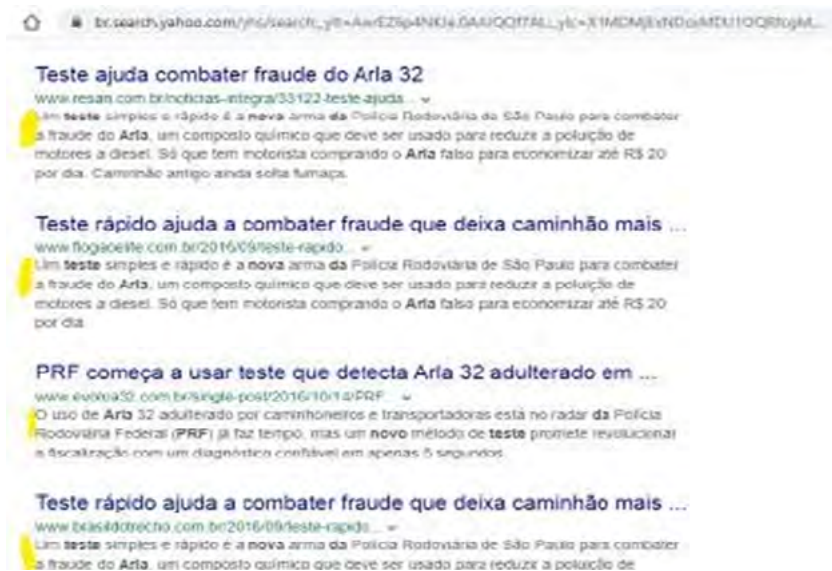 br.search.yahoo.com/yhs/search
Teste ajuda combater fraude do Arla 32
www.resan.com.br/noticias-integra/33122-teste-ajuda...
Um teste simples e rápido é a nova arma da Polícia Rodoviária de São Paulo para combater
a fraude do Arla, um composto químico que deve ser usado para reduzir a poluição de
motores a diesel. Só que tem motorista comprando o Arla falso para economizar até R$ 20
por dia. Caminhão antigo ainda solta fumaça.
Teste rápido ajuda a combater fraude que deixa caminhão mais ...
www.flogaoelite.com.br/2016/09/teste-rapido...
Um teste simples e rápido é a nova arma da Polícia Rodoviária de São Paulo para combater
a fraude do Arla, um composto químico que deve ser usado para reduzir a poluição de
motores a diesel. Só que tem motorista comprando o Arla falso para economizar até R$ 20
por dia
PRF começa a usar teste que detecta Arla 32 adulterado em ...
www.evoloa32.com.br/single-post/2016/10/14/PRF...
O uso de Arla 32 adulterado por caminhoneiros e transportadoras está no radar da Polícia
Rodoviária Federal (PRF) já faz tempo, mas um novo método de teste promete revolucionar
a fiscalização com um diagnóstico confiável em apenas 5 segundos.
Teste rápido ajuda a combater fraude que deixa caminhão mais ...
www.brasildotrecho.com.br/2016/09/teste-rapido...
Um teste simples e rápido é a nova arma da Polícia Rodoviária de São Paulo para combater
a fraude do Arla, um composto químico que deve ser usado para reduzir a poluição de